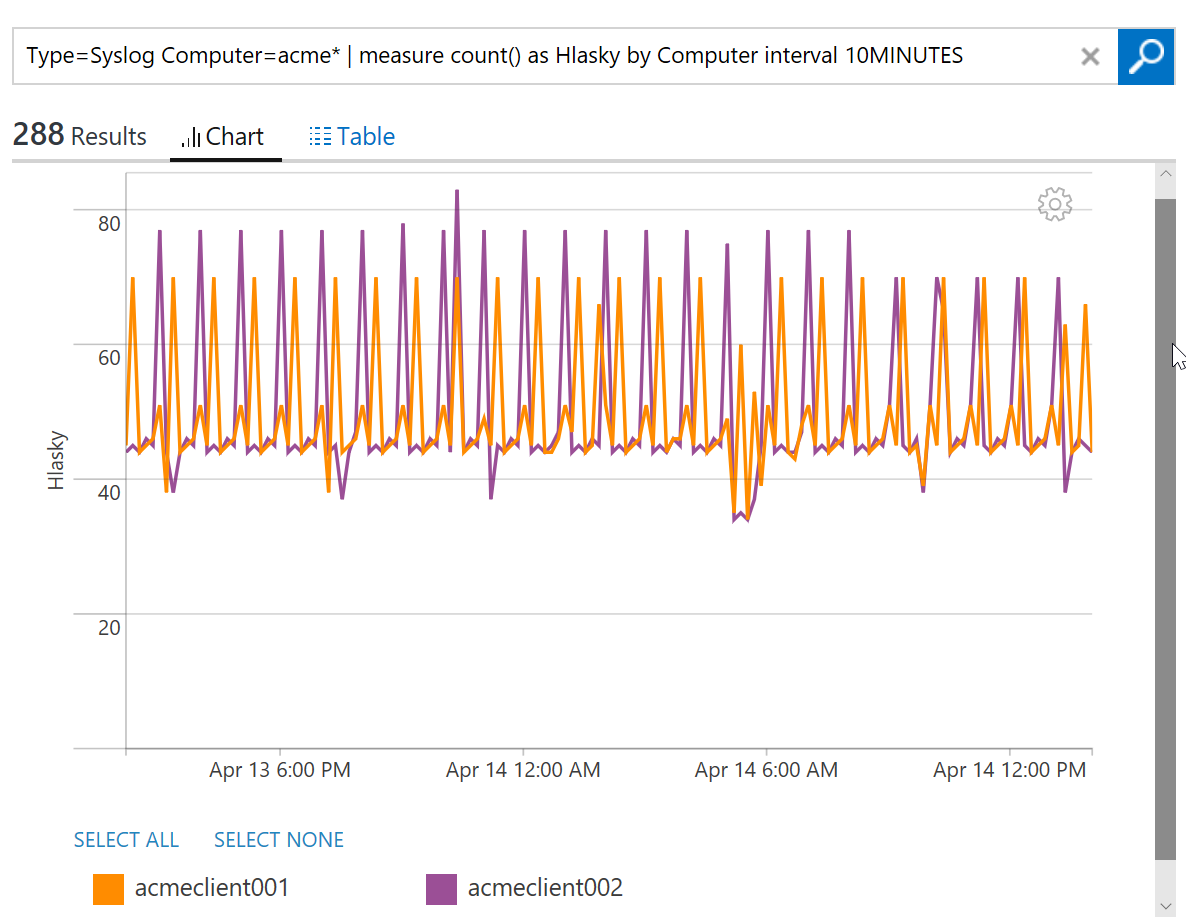 Type=Syslog Computer=acme* | measure count() as Hlasky by Computer interval 10MINUTES
288 Results Chart Table
80
60
40
20
Hlasky
Apr 13 6:00 PM Apr 14 12:00 AM Apr 14 6:00 AM Apr 14 12:00 PM
SELECT ALL SELECT NONE
acmeclient001 acmeclient002